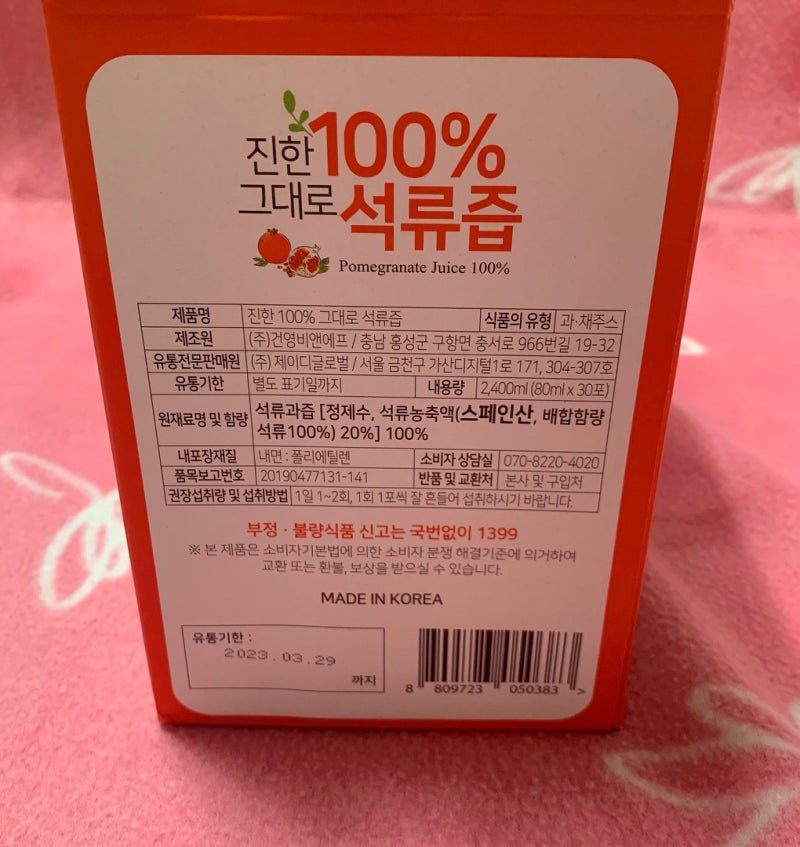 진한 100%
그대로 석류즙
Pomegranate Juice 100%
제품명 진한 100% 그대로 석류즙 식품의 유형 과·채주스
제조원 (주)건영비앤에프 / 충남 홍성군 구항면 충서로 966번길 19-32
유통전문판매원 (주) 제이디글로벌 / 서울 금천구 가산디지털1로 171, 304-307호
유통기한 별도 표기일까지 내용량 2,400ml (80ml x 30포)
원재료명 및 함량 석류과즙 [정제수, 석류농축액(스페인산, 배합함량
석류100%) 20%] 100%
내포장재질 내면 : 폴리에틸렌 소비자 상담실 070-8220-4020
품목보고번호 20190477131-141 반품 및 교환처 본사 및 구입처
권장섭취량 및 섭취방법 1일 1~2회, 1회 1포씩 잘 흔들어 섭취하시기 바랍니다.
부정 · 불량식품 신고는 국번없이 1399
※ 본 제품은 소비자기본법에 의한 소비자 분쟁 해결기준에 의거하여
교환 또는 환불, 보상을 받으실 수 있습니다.
MADE IN KOREA
유통기한 :
2023.03.29
까지
8 809723 050383 >